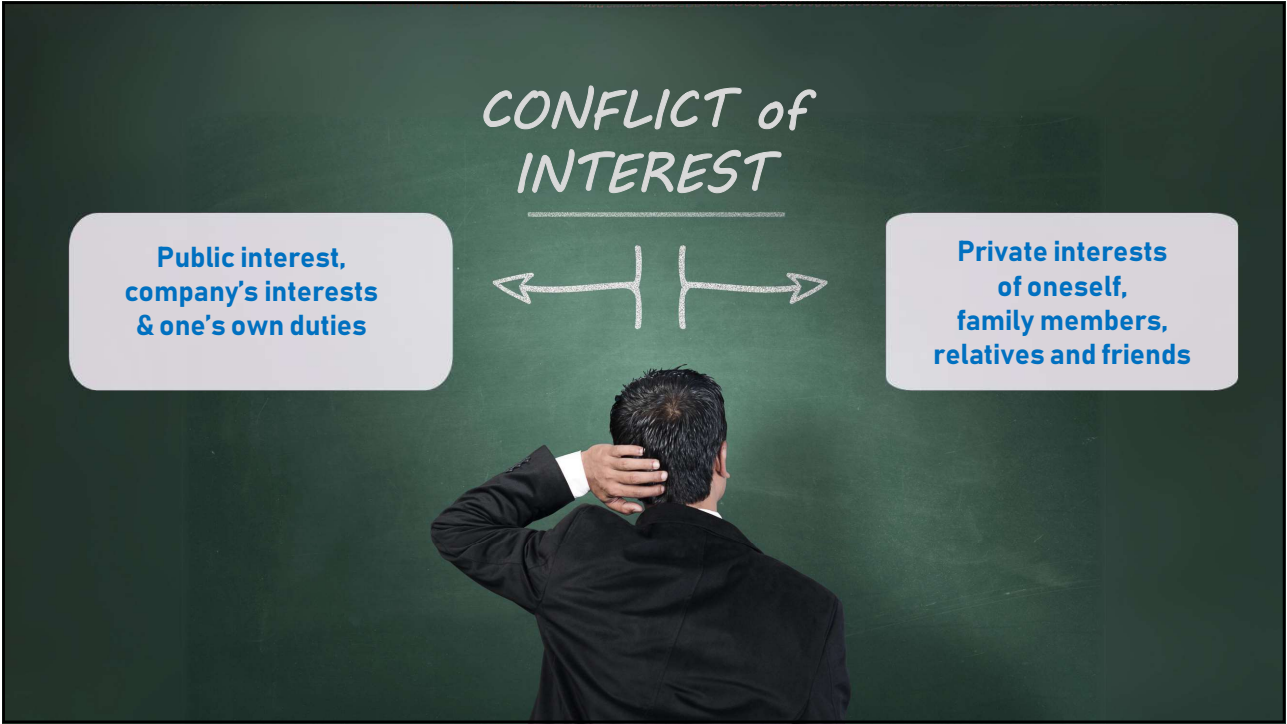 CONFLICT of
INTEREST
Public interest,
company's interests
& one's own duties
Private interests
of oneself,
family members,
relatives and friends